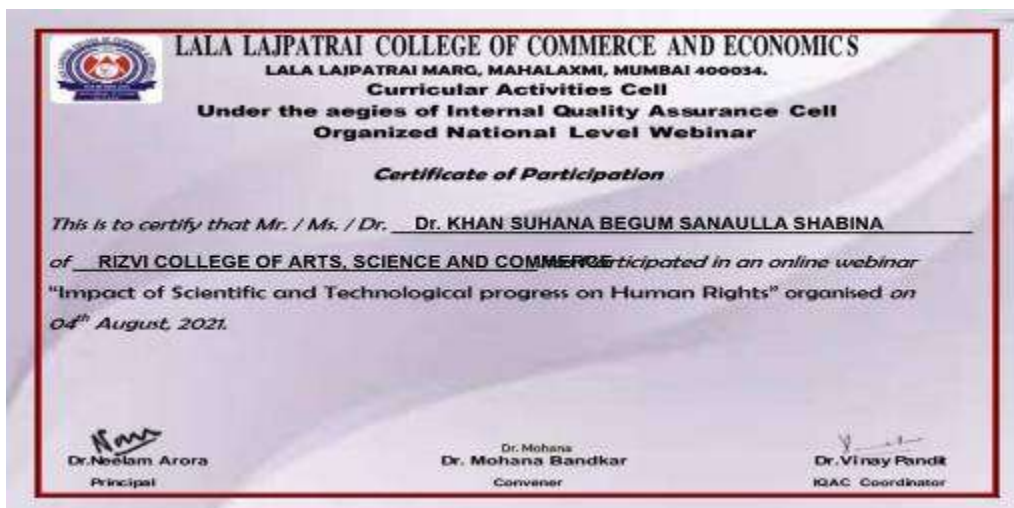 LALA LAJPATRAI COLLEGE OF COMMERCE AND ECONOMICS
LALA LAJPATRAI MARG, MAHALAXMI, MUMBAI 400034.
Curricular Activities Cell
Under the aegies of Internal Quality Assurance Cell
Organized National Level Webinar
Certificate of Participation
This is to certify that Mr. / Ms. / Dr. Dr. KHAN SUHANA BEGUM SANAULLA SHABINA
of RIZVI COLLEGE OF ARTS, SCIENCE AND COMMERCE participated in an online webinar
"Impact of Scientific and Technological progress on Human Rights" organised on
04th August, 2021.
Dr. Mohana
Dr.Neelam Arora Dr. Mohana Bandkar Dr.Vinay Pandit
Principal Convener IQAC Coordinator